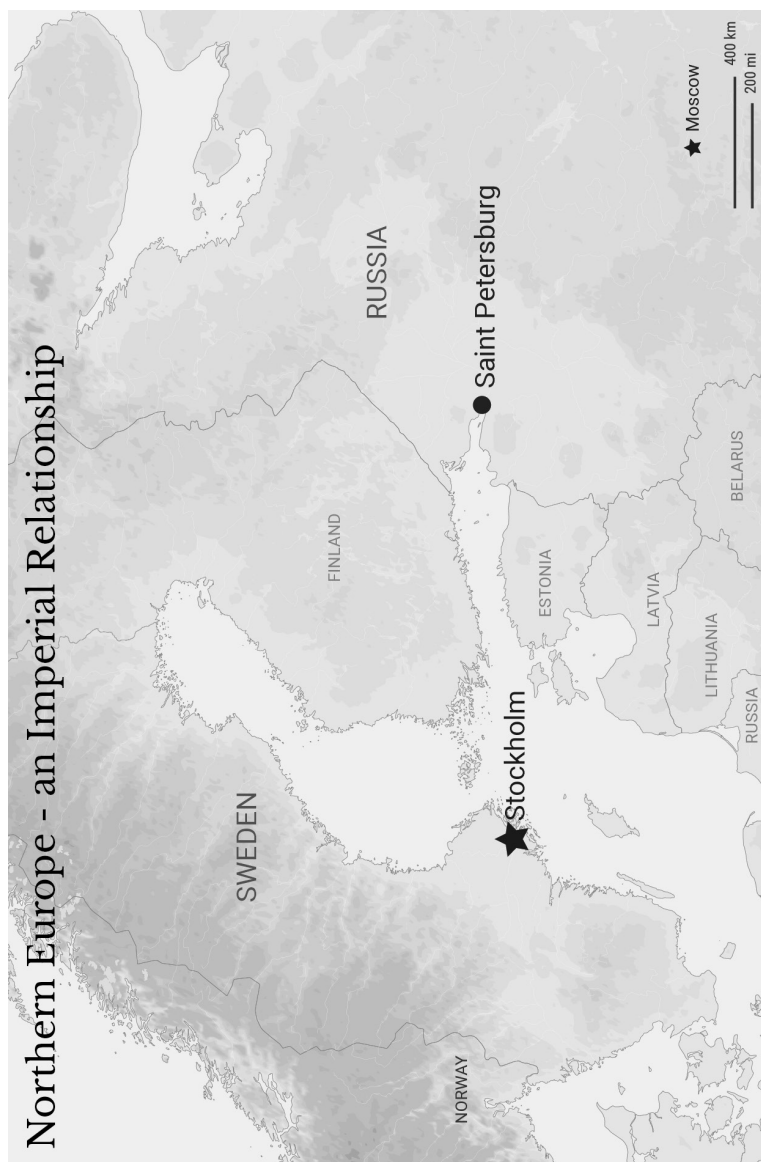 Northern Europe - an Imperial Relationship
SWEDEN
FINLAND
RUSSIA
NORWAY
Stockholm
Saint Petersburg
ESTONIA
LATVIA
LITHUANIA
RUSSIA
BELARUS
Moscow
400 km
200 mi